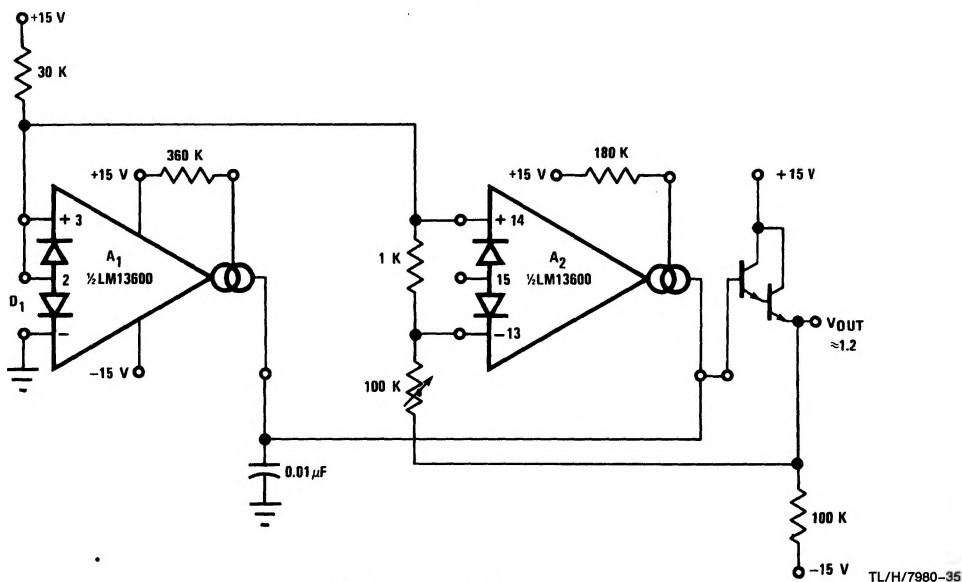 +15 V
30 K
+15 V
360 K
+ 3
2
D1
−
A1
½LM13600
−15 V
+15 V
180 K
+ 14
1 K
15
−13
A2
½LM13600
+15 V
VOUT
≈1.2
100 K
0.01 μF
100 K
−15 V
TL/H/7980–35